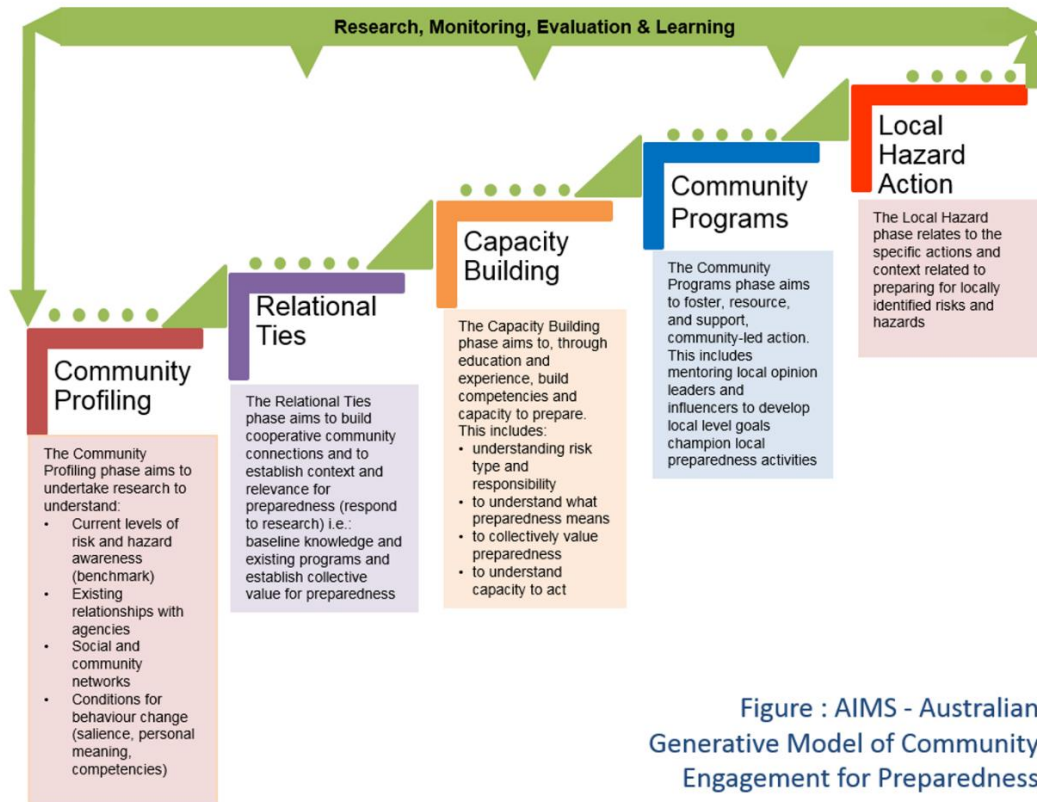 Research, Monitoring, Evaluation & Learning
Community
Profiling
The Community
Profiling phase aims to
undertake research to
understand:
• Current levels of
risk and hazard
awareness
(benchmark)
• Existing
relationships with
agencies
• Social and
community
networks
• Conditions for
behaviour change
(salience, personal
meaning,
competencies)
Relational
Ties
The Relational Ties
phase aims to build
cooperative community
connections and to
establish context and
relevance for
preparedness (respond
to research) i.e.:
baseline knowledge and
existing programs and
establish collective
value for preparedness
Capacity
Building
The Capacity Building
phase aims to, through
education and
experience, build
competencies and
capacity to prepare.
This includes:
• understanding risk
type and
responsibility
• to understand what
preparedness means
• to collectively value
preparedness
• to understand
capacity to act
Community
Programs
The Community
Programs phase aims
to foster, resource,
and support,
community-led action.
This includes
mentoring local opinion
leaders and
influencers to develop
local level goals
champion local
preparedness activities
Local
Hazard
Action
The Local Hazard
phase relates to the
specific actions and
context related to
preparing for locally
identified risks and
hazards
Figure : AIMS - Australian
Generative Model of Community
Engagement for Preparedness